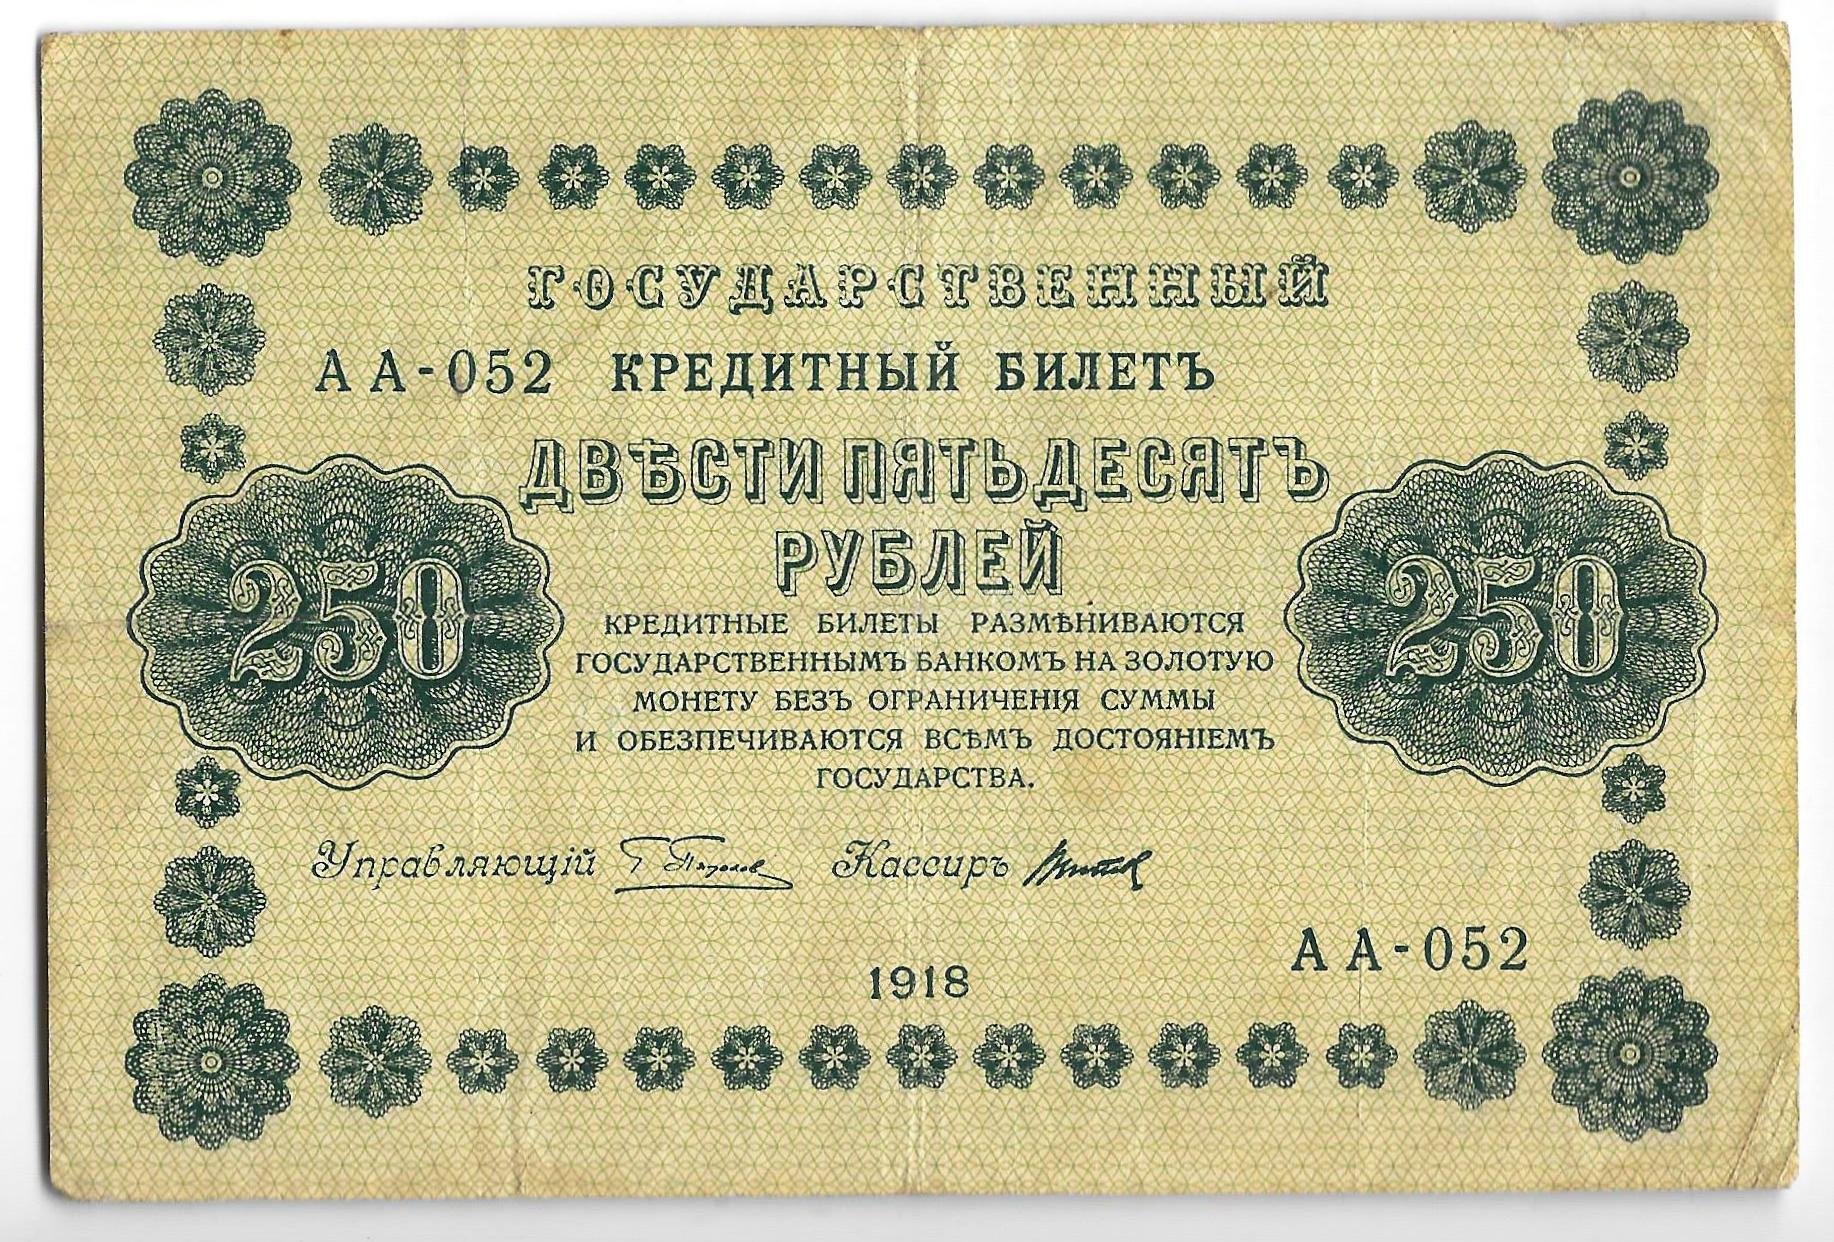 ГОСУДАРСТВЕННЫЙ
АА-052 КРЕДИТНЫЙ БИЛЕТЪ
ДВѢСТИ ПЯТЬДЕСЯТЪ
РУБЛЕЙ
250
250
КРЕДИТНЫЕ БИЛЕТЫ РАЗМѢНИВАЮТСЯ
ГОСУДАРСТВЕННЫМЪ БАНКОМЪ НА ЗОЛОТУЮ
МОНЕТУ БЕЗЪ ОГРАНИЧЕНІЯ СУММЫ
И ОБЕЗПЕЧИВАЮТСЯ ВСѢМЪ ДОСТОЯНІЕМЪ
ГОСУДАРСТВА.
Управляющій Кассиръ
АА-052
1918